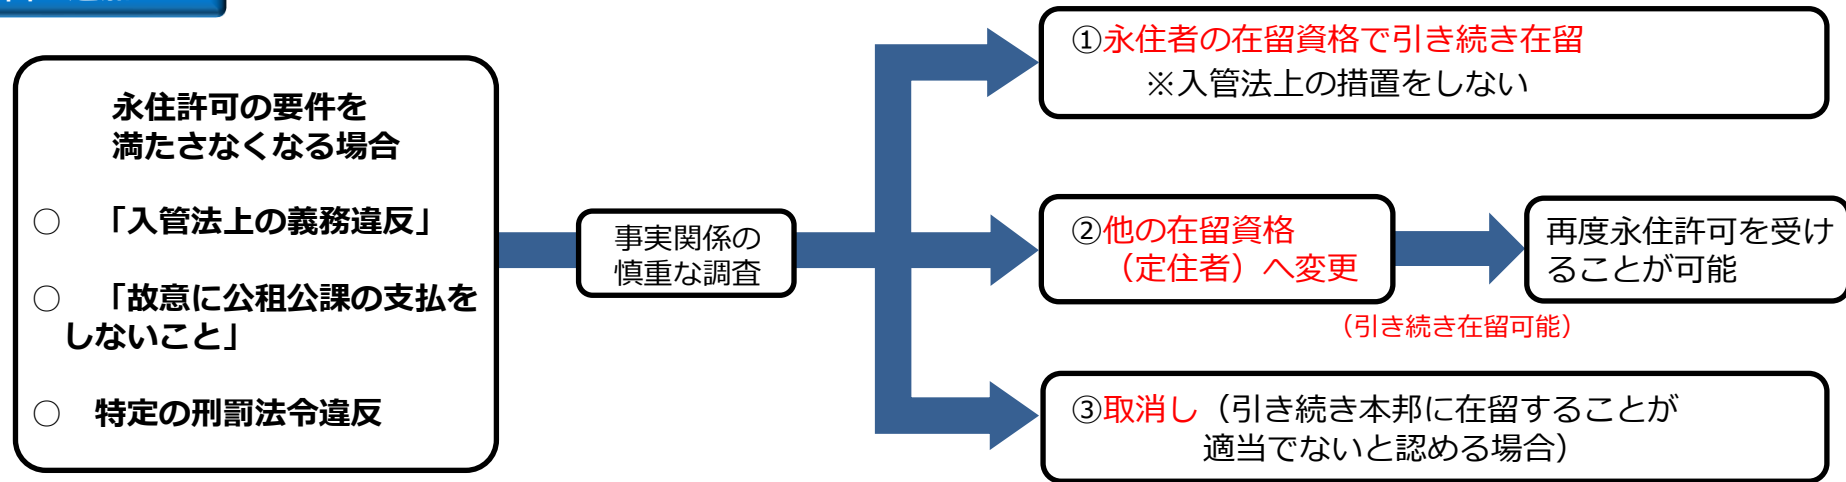 永住許可の要件を
満たさなくなる場合
○　「入管法上の義務違反」
○　「故意に公租公課の支払を
しないこと」
○　特定の刑罰法令違反
事実関係の
慎重な調査
①永住者の在留資格で引き続き在留
※入管法上の措置をしない
②他の在留資格
（定住者）へ変更
再度永住許可を受け
ることが可能
（引き続き在留可能）
③取消し（引き続き本邦に在留することが
適当でないと認める場合）